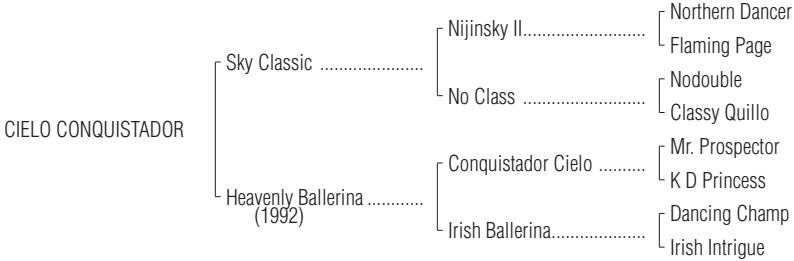 Northern Dancer
Nijinsky II..........................
Flaming Page
Sky Classic ......................
Nodouble
No Class ..........................
Classy Quillo
CIELO CONQUISTADOR
Mr. Prospector
Conquistador Cielo ..........
K D Princess
Heavenly Ballerina ............
(1992)
Dancing Champ
Irish Ballerina....................
Irish Intrigue